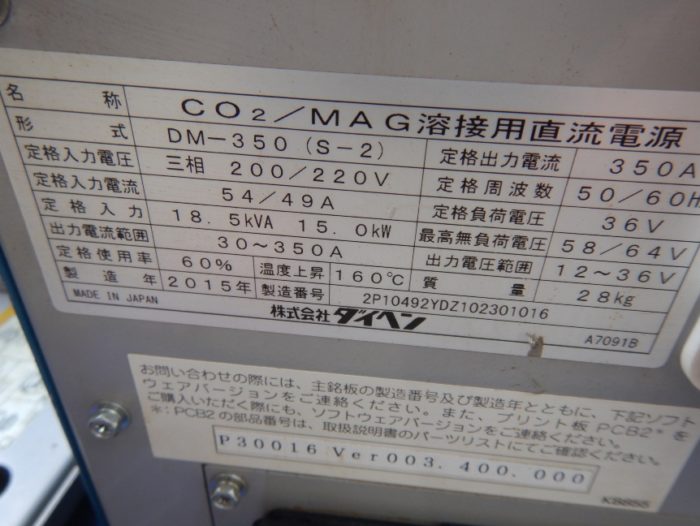 名称 CO2/MAG溶接用直流電源
形式 DM-350 (S-2) 定格出力電流 350A
定格入力電圧 三相 200/220V 定格周波数 50/60H
定格入力電流 54/49A 定格負荷電圧 36V
定格入力 18.5kVA 15.0kW 最高無負荷電圧 58/64V
出力電流範囲 30~350A 出力電圧範囲 12~36V
定格使用率 60% 温度上昇 160℃ 質量 28kg
製造年 2015年 製造番号 2P10492YDZ102301016
MADE IN JAPAN 株式会社ダイヘン A7091B
お問い合わせの際には、主銘板の製造番号及び製造年とともに、下記ソフト
ウェアバージョンをご連絡ください。また、プリント板 PCB2*を
ご購入いただく際にも、ソフトウェアバージョンをご連絡ください。
*:PCB2の部品番号は、取扱説明書のパーツリストにてご確認ください。
P30016 Ver003.400.000
K8855